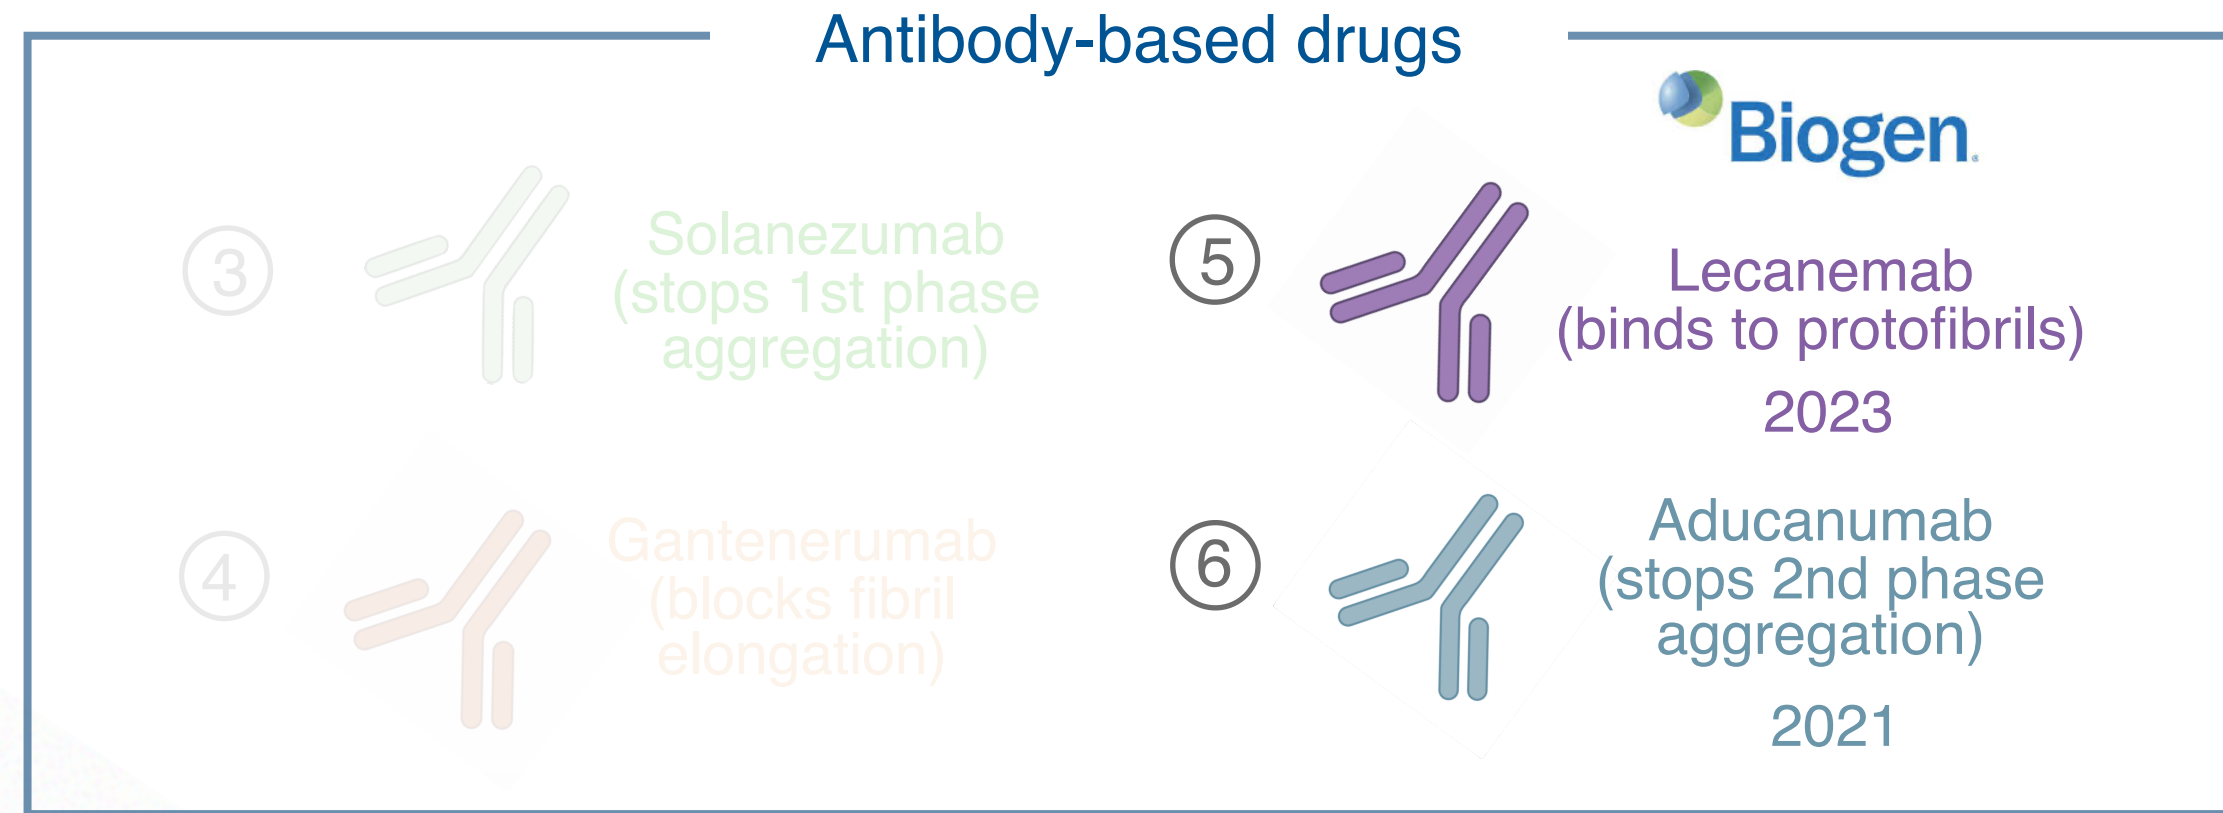 Antibody-based drugs
Biogen
3
Solanezumab
(stops 1st phase
aggregation)
4
Gantenerumab
(blocks fibril
elongation)
5
Lecanemab
(binds to protofibrils)
2023
6
Aducanumab
(stops 2nd phase
aggregation)
2021